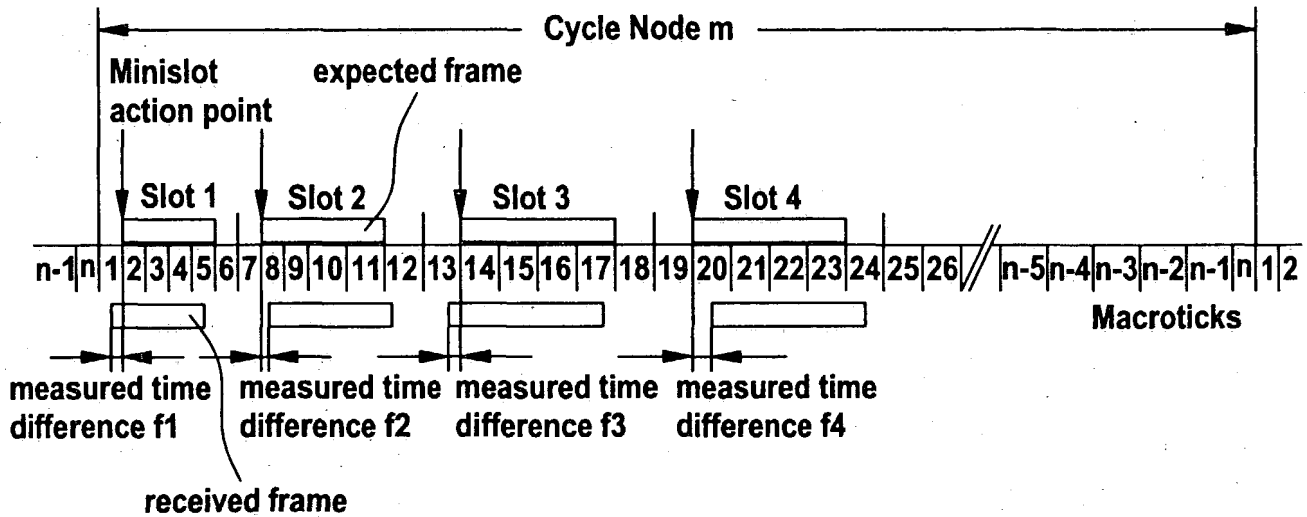 Cycle Node m
Minislot
action point
expected frame
Slot 1
Slot 2
Slot 3
Slot 4
n-1 n 1 2 3 4 5 6 7 8 9 10 11 12 13 14 15 16 17 18 19 20 21 22 23 24 25 26 n-5 n-4 n-3 n-2 n-1 n 1 2
Macroticks
measured time
difference f1
measured time
difference f2
measured time
difference f3
measured time
difference f4
received frame